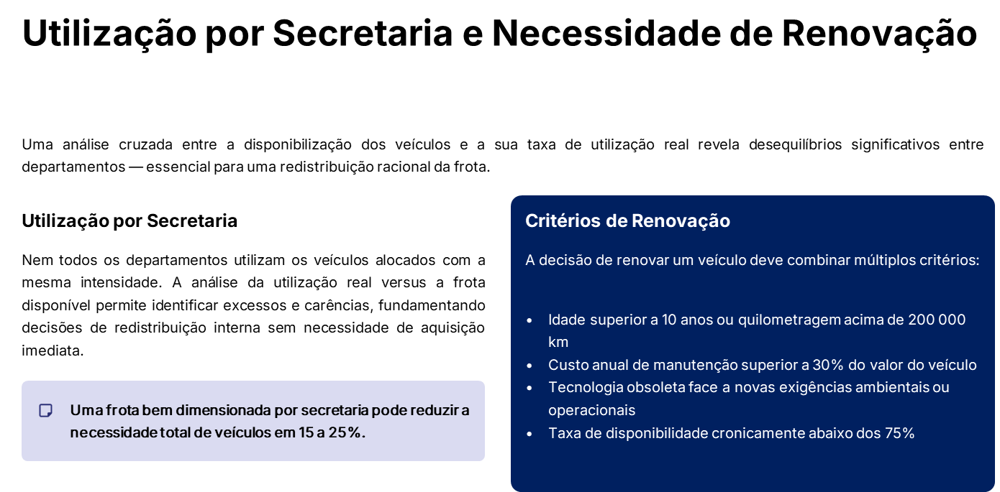 Utilização por Secretaria e Necessidade de Renovação
Uma análise cruzada entre a disponibilização dos veículos e a sua taxa de utilização real revela desequilíbrios significativos entre
departamentos — essencial para uma redistribuição racional da frota.
Utilização por Secretaria
Nem todos os departamentos utilizam os veículos alocados com a
mesma intensidade. A análise da utilização real versus a frota
disponível permite identificar excessos e carências, fundamentando
decisões de redistribuição interna sem necessidade de aquisição
imediata.
Uma frota bem dimensionada por secretaria pode reduzir a
necessidade total de veículos em 15 a 25%.
Critérios de Renovação
A decisão de renovar um veículo deve combinar múltiplos critérios:
• Idade superior a 10 anos ou quilometragem acima de 200 000
km
• Custo anual de manutenção superior a 30% do valor do veículo
• Tecnologia obsoleta face a novas exigências ambientais ou
operacionais
• Taxa de disponibilidade cronicamente abaixo dos 75%